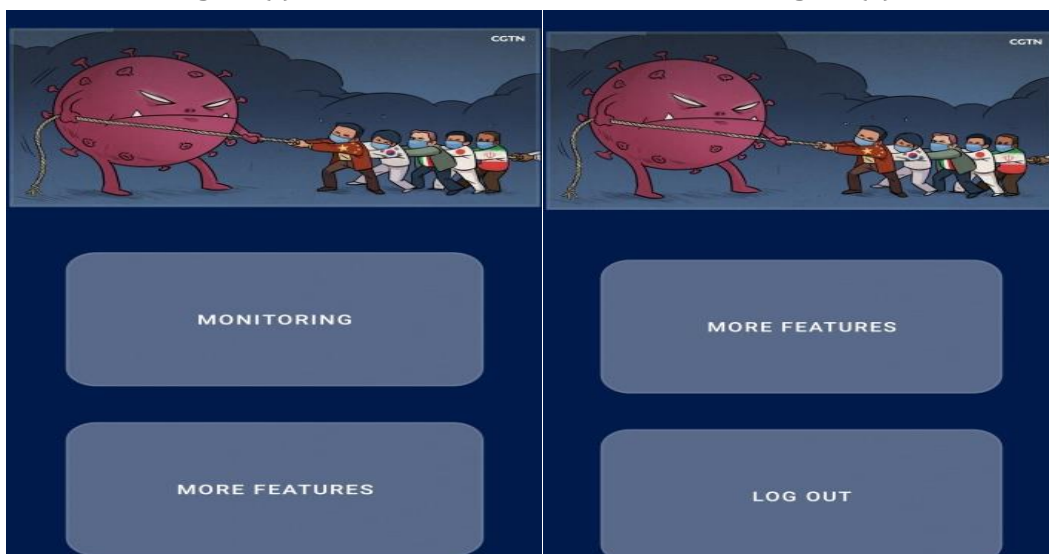 CGTN
MONITORING
MORE FEATURES
CGTN
MORE FEATURES
LOG OUT